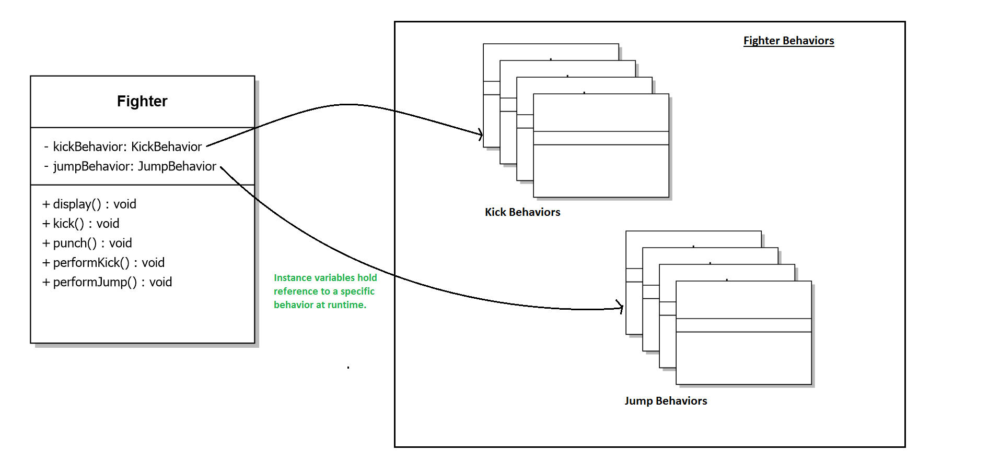 Fighter Behaviors
Fighter
- kickBehavior: KickBehavior
- jumpBehavior: JumpBehavior
+ display() : void
+ kick() : void
+ punch() : void
+ performKick() : void
+ performJump() : void
Kick Behaviors
Instance variables hold
reference to a specific
behavior at runtime.
Jump Behaviors